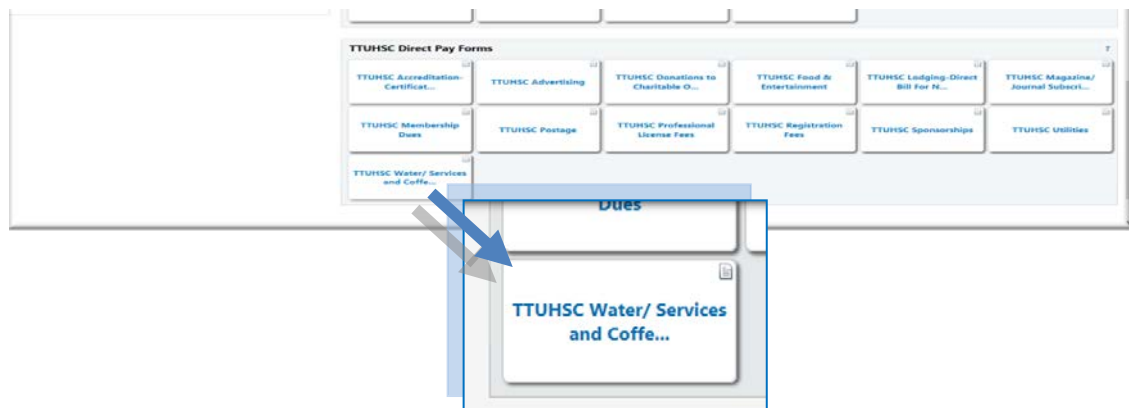 TTUHSC Direct Pay Forms
?
TTUHSC Accreditation-
Certificat...
TTUHSC Advertising
TTUHSC Donations to
Charitable O...
TTUHSC Food &
Entertainment
TTUHSC Lodging-Direct
Bill For N...
TTUHSC Magazine/
Journal Subscri...
TTUHSC Membership
Dues
TTUHSC Postage
TTUHSC Professional
License Fees
TTUHSC Registration
Fees
TTUHSC Sponsorships
TTUHSC Utilities
TTUHSC Water/ Services
and Coffe...
Dues
TTUHSC Water/ Services
and Coffe...